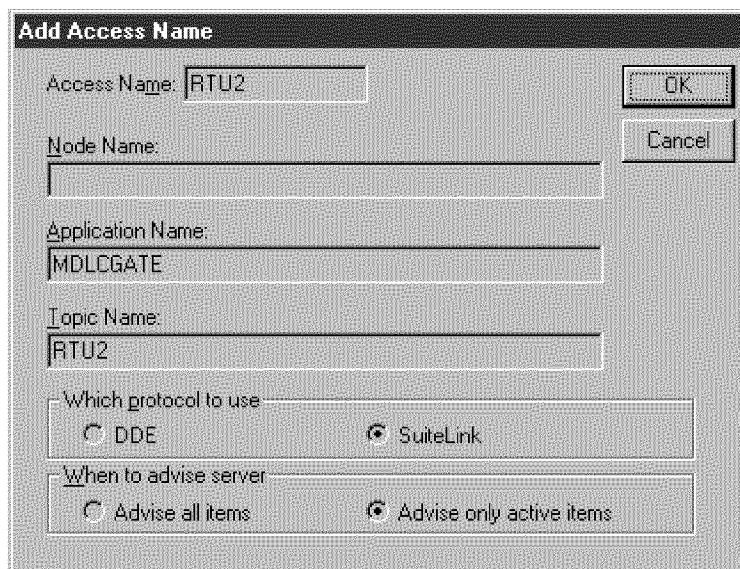 Add Access Name
Access Name: RTU2
OK
Node Name:
Cancel
Application Name:
MDLCGATE
Topic Name:
RTU2
Which protocol to use
DDE SuiteLink
When to advise server
Advise all items Advise only active items